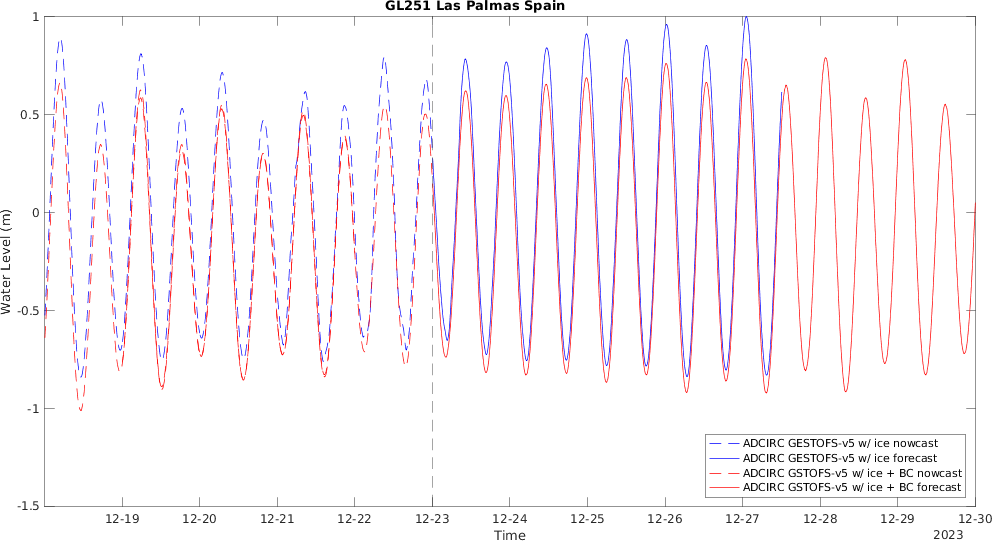 GL251 Las Palmas Spain
1
0.5
0
-0.5
-1
-1.5
Water Level (m)
12-19 12-20 12-21 12-22 12-23 12-24 12-25 12-26 12-27 12-28 12-29 12-30
Time
2023
ADCIRC GESTOFS-v5 w/ ice nowcast
ADCIRC GESTOFS-v5 w/ ice forecast
ADCIRC GSTOFS-v5 w/ ice + BC nowcast
ADCIRC GSTOFS-v5 w/ ice + BC forecast